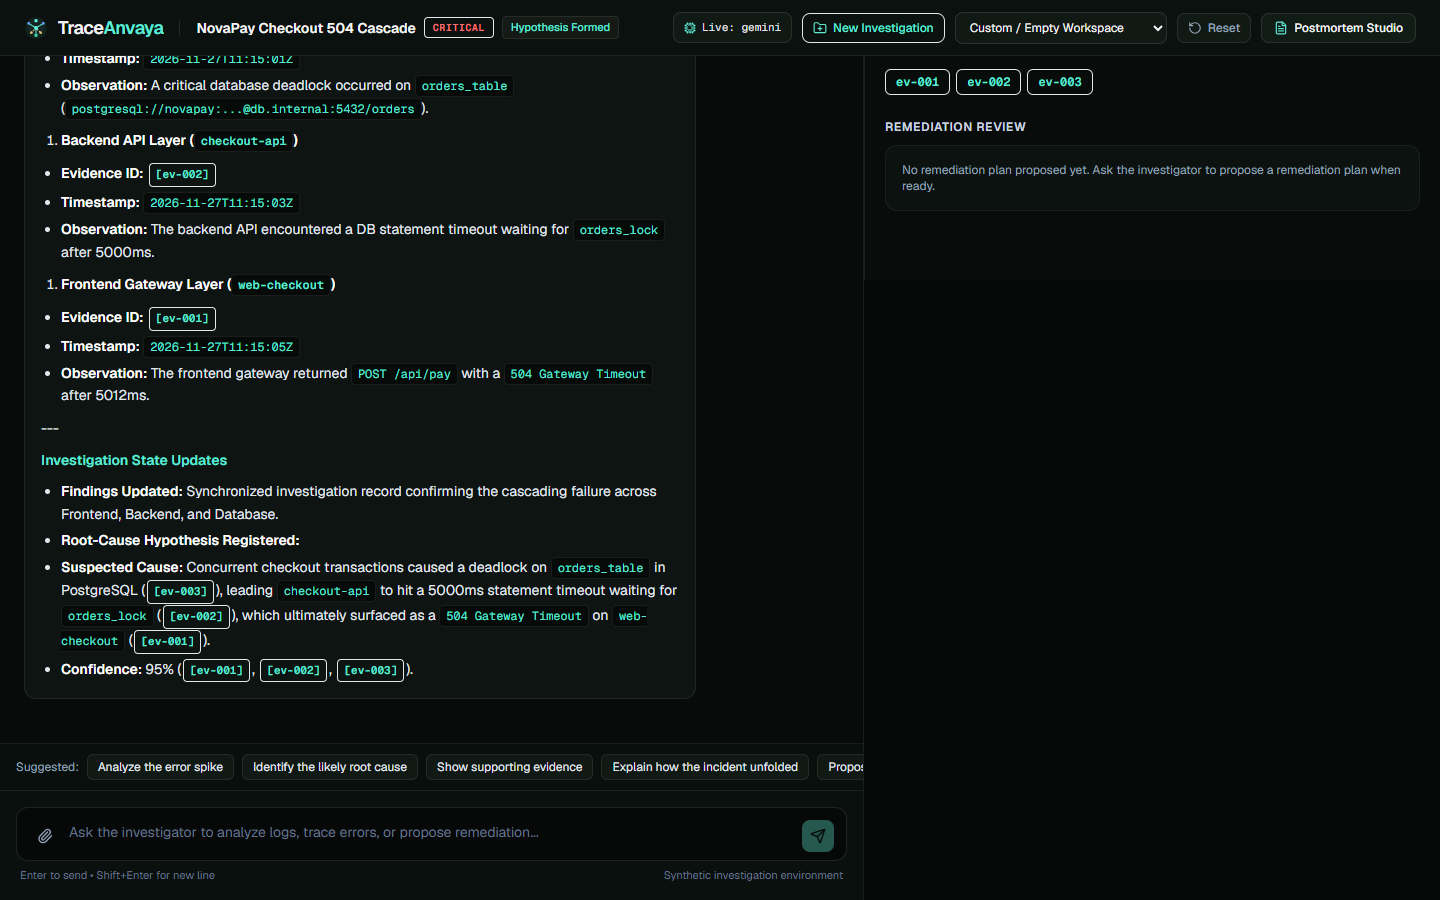 TraceAnvaya NovaPay Checkout 504 Cascade CRITICAL Hypothesis Formed Live: gemini New Investigation Custom / Empty Workspace Reset Postmortem Studio
• Timestamp: 2026-11-27T11:15:01Z
• Observation: A critical database deadlock occurred on orders_table
( postgresql://novapay:...@db.internal:5432/orders ).
1. Backend API Layer ( checkout-api )
• Evidence ID: [ev-002]
• Timestamp: 2026-11-27T11:15:03Z
• Observation: The backend API encountered a DB statement timeout waiting for orders_lock
after 5000ms.
1. Frontend Gateway Layer ( web-checkout )
• Evidence ID: [ev-001]
• Timestamp: 2026-11-27T11:15:05Z
• Observation: The frontend gateway returned POST /api/pay with a 504 Gateway Timeout
after 5012ms.
---
Investigation State Updates
• Findings Updated: Synchronized investigation record confirming the cascading failure across
Frontend, Backend, and Database.
• Root-Cause Hypothesis Registered:
• Suspected Cause: Concurrent checkout transactions caused a deadlock on orders_table in
PostgreSQL ( [ev-003] ), leading checkout-api to hit a 5000ms statement timeout waiting for
orders_lock ( [ev-002] ), which ultimately surfaced as a 504 Gateway Timeout on web-
checkout ( [ev-001] ).
• Confidence: 95% ( [ev-001] , [ev-002] , [ev-003] ).
Suggested: Analyze the error spike Identify the likely root cause Show supporting evidence Explain how the incident unfolded Propos
Ask the investigator to analyze logs, trace errors, or propose remediation...
Enter to send • Shift+Enter for new line Synthetic investigation environment
ev-001 ev-002 ev-003
REMEDIATION REVIEW
No remediation plan proposed yet. Ask the investigator to propose a remediation plan when
ready.